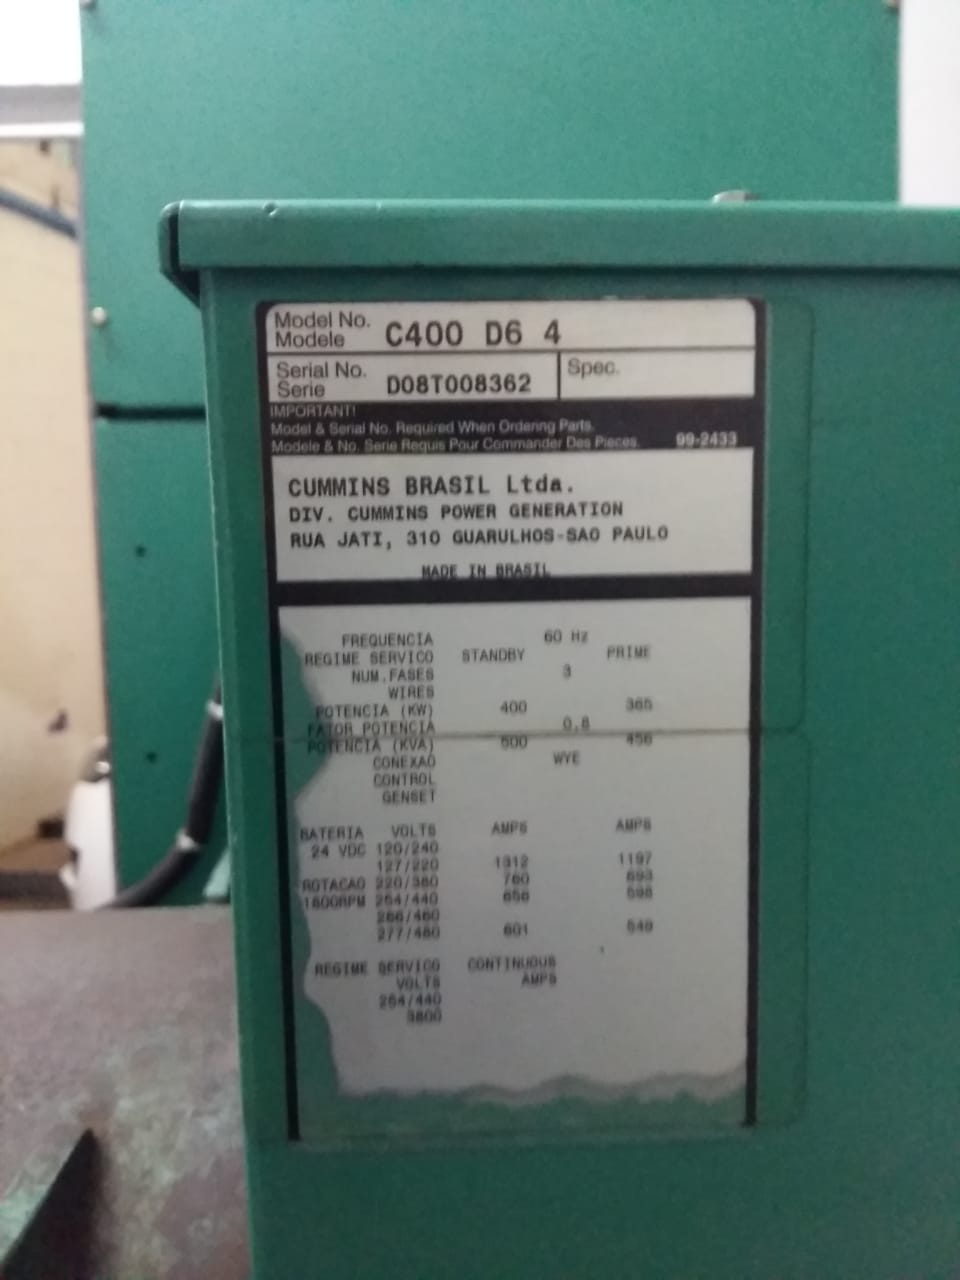 Model No.
Modele C400 D6 4
Serial No.
Serie D08T008362
Spec.
IMPORTANT!
Model & Serial No. Required When Ordering Parts.
Modele & No. Serie Requis Pour Commander Des Pieces. 99-2433
CUMMINS BRASIL Ltda.
DIV. CUMMINS POWER GENERATION
RUA JATI, 310 GUARULHOS-SAO PAULO
MADE IN BRASIL
FREQUENCIA 60 Hz
REGIME SERVICO STANDBY PRIME
NUM.FASES 3
WIRES
POTENCIA (KW) 400 365
FATOR POTENCIA 0,8
POTENCIA (KVA) 500 456
CONEXAO WYE
CONTROL
GENSET
BATERIA VOLTS AMPS AMPS
24 VDC 120/240
127/220 1312 1197
ROTACAO 220/380 760 693
1800RPM 254/440 656 598
266/460
277/480 601 548
REGIME SERVICO CONTINUOUS
VOLTS AMPS
254/440
3800